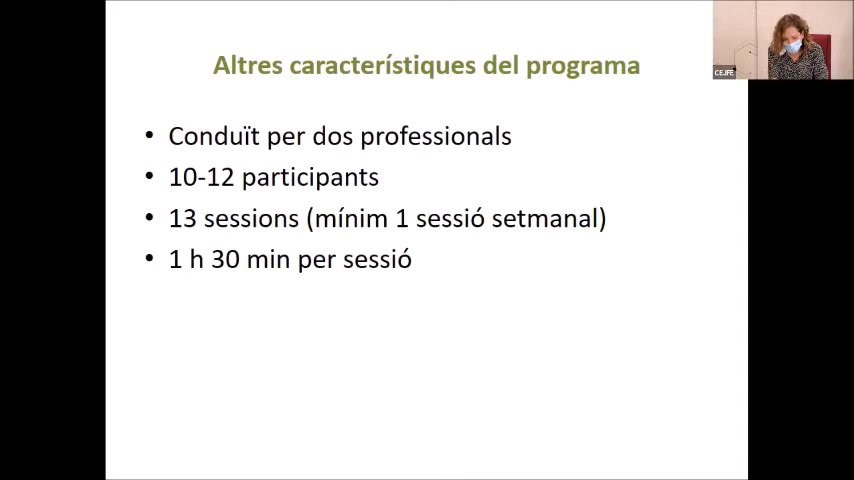 Altres característiques del programa
CEJFE
• Conduït per dos professionals
• 10-12 participants
• 13 sessions (mínim 1 sessió setmanal)
• 1 h 30 min per sessió